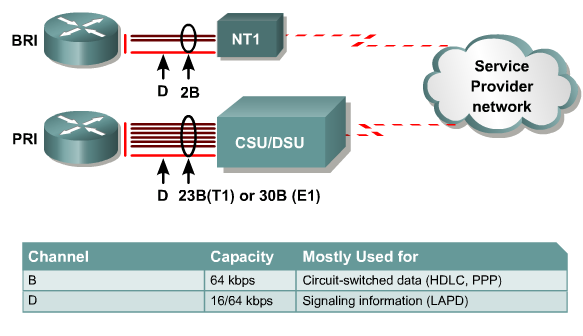 BRI
NT1
D 2B
Service
Provider
network
PRI
CSU/DSU
D 23B(T1) or 30B (E1)
Channel Capacity Mostly Used for
B 64 kbps Circuit-switched data (HDLC, PPP)
D 16/64 kbps Signaling information (LAPD)